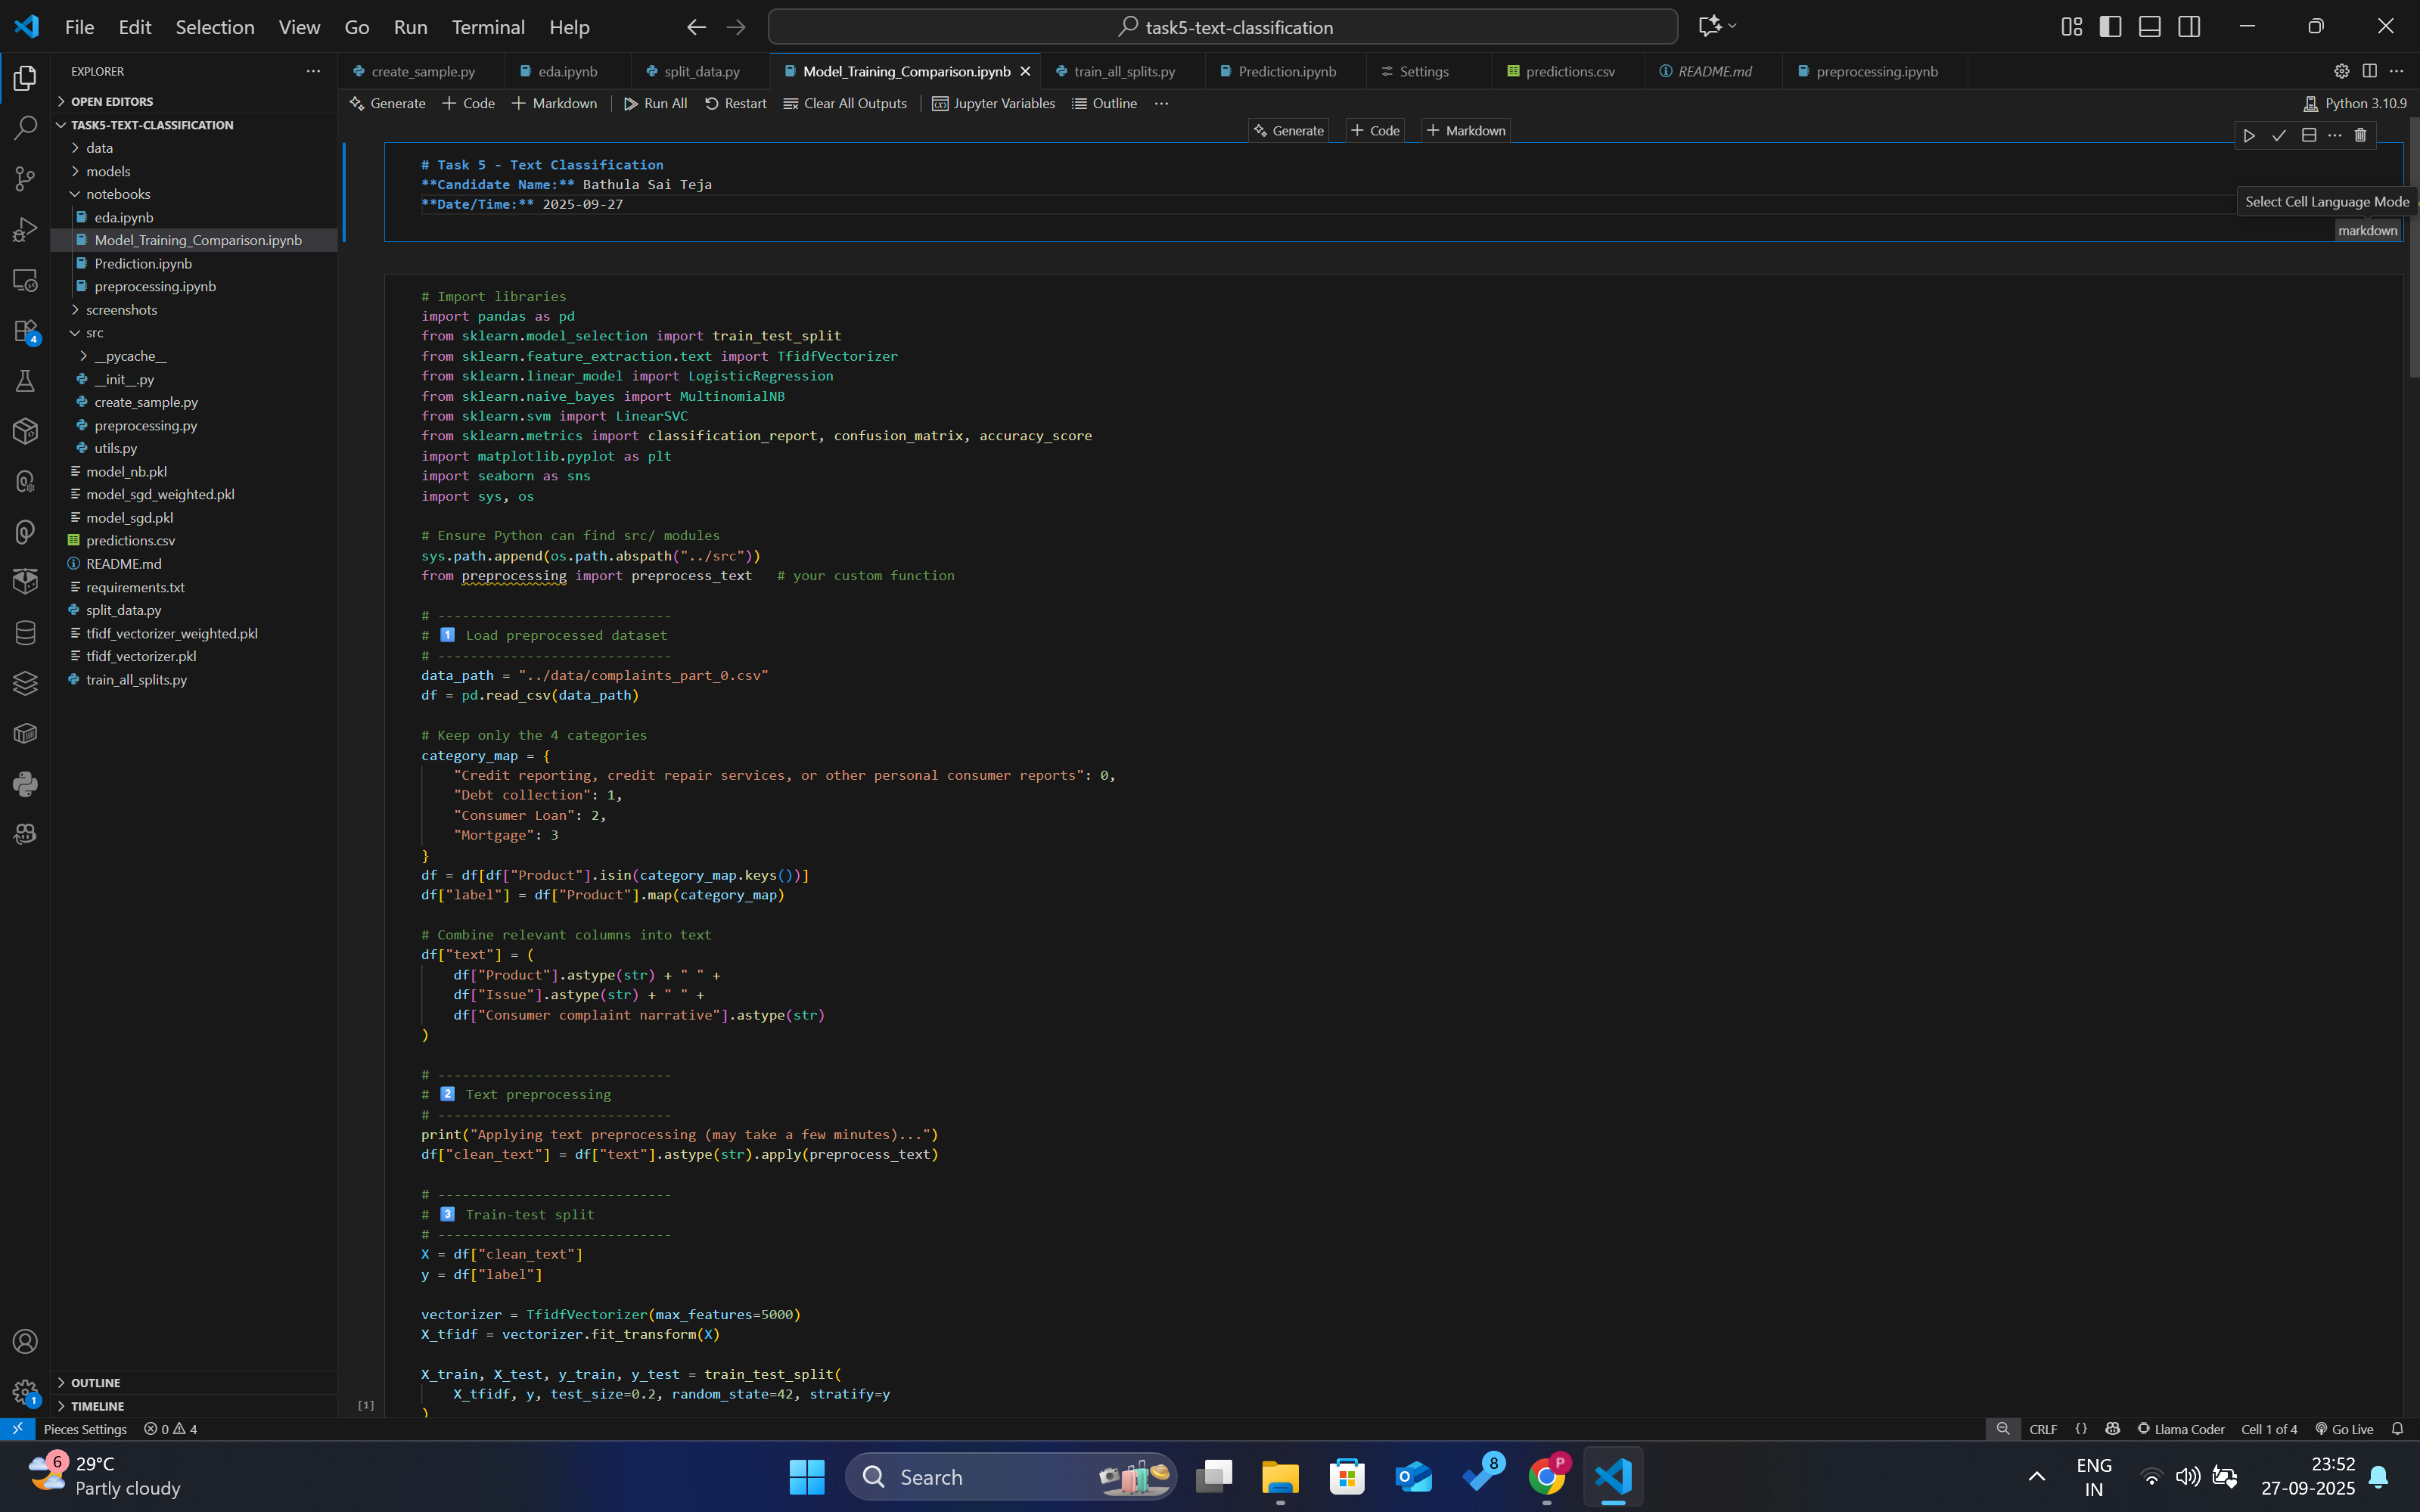 File Edit Selection View Go Run Terminal Help
task5-text-classification
EXPLORER
create_sample.py
eda.ipynb
split_data.py
Model_Training_Comparison.ipynb
train_all_splits.py
Prediction.ipynb
Settings
predictions.csv
README.md
preprocessing.ipynb
OPEN EDITORS
TASK5-TEXT-CLASSIFICATION
data
models
notebooks
eda.ipynb
Model_Training_Comparison.ipynb
Prediction.ipynb
preprocessing.ipynb
screenshots
src
__pycache__
__init__.py
create_sample.py
preprocessing.py
utils.py
model_nb.pkl
model_sgd_weighted.pkl
model_sgd.pkl
predictions.csv
README.md
requirements.txt
split_data.py
tfidf_vectorizer_weighted.pkl
tfidf_vectorizer.pkl
train_all_splits.py
OUTLINE
TIMELINE
4
1
Generate + Code + Markdown Run All Restart Clear All Outputs Jupyter Variables Outline ...
Python 3.10.9
Generate + Code + Markdown
# Task 5 - Text Classification
**Candidate Name:** Bathula Sai Teja
**Date/Time:** 2025-09-27
Select Cell Language Mode
markdown
# Import libraries
import pandas as pd
from sklearn.model_selection import train_test_split
from sklearn.feature_extraction.text import TfidfVectorizer
from sklearn.linear_model import LogisticRegression
from sklearn.naive_bayes import MultinomialNB
from sklearn.svm import LinearSVC
from sklearn.metrics import classification_report, confusion_matrix, accuracy_score
import matplotlib.pyplot as plt
import seaborn as sns
import sys, os
# Ensure Python can find src/ modules
sys.path.append(os.path.abspath("../src"))
from preprocessing import preprocess_text   # your custom function
# -----------------------------
# 1️⃣ Load preprocessed dataset
# -----------------------------
data_path = "../data/complaints_part_0.csv"
df = pd.read_csv(data_path)
# Keep only the 4 categories
category_map = {
    "Credit reporting, credit repair services, or other personal consumer reports": 0,
    "Debt collection": 1,
    "Consumer Loan": 2,
    "Mortgage": 3
}
df = df[df["Product"].isin(category_map.keys())]
df["label"] = df["Product"].map(category_map)
# Combine relevant columns into text
df["text"] = (
    df["Product"].astype(str) + " " +
    df["Issue"].astype(str) + " " +
    df["Consumer complaint narrative"].astype(str)
)
# -----------------------------
# 2️⃣ Text preprocessing
# -----------------------------
print("Applying text preprocessing (may take a few minutes)...")
df["clean_text"] = df["text"].astype(str).apply(preprocess_text)
# -----------------------------
# 3️⃣ Train-test split
# -----------------------------
X = df["clean_text"]
y = df["label"]
vectorizer = TfidfVectorizer(max_features=5000)
X_tfidf = vectorizer.fit_transform(X)
X_train, X_test, y_train, y_test = train_test_split(
    X_tfidf, y, test_size=0.2, random_state=42, stratify=y
)
[1]
Pieces Settings 0 4
CRLF {} Llama Coder Cell 1 of 4 Go Live
6
29°C
Partly cloudy
Search
8
P
ENG
IN
23:52
27-09-2025